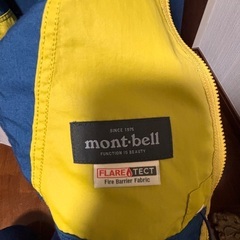 SINCE 1975
mont·bell
FUNCTION IS BEAUTY
FLARE TECT
Fire Barrier Fabric